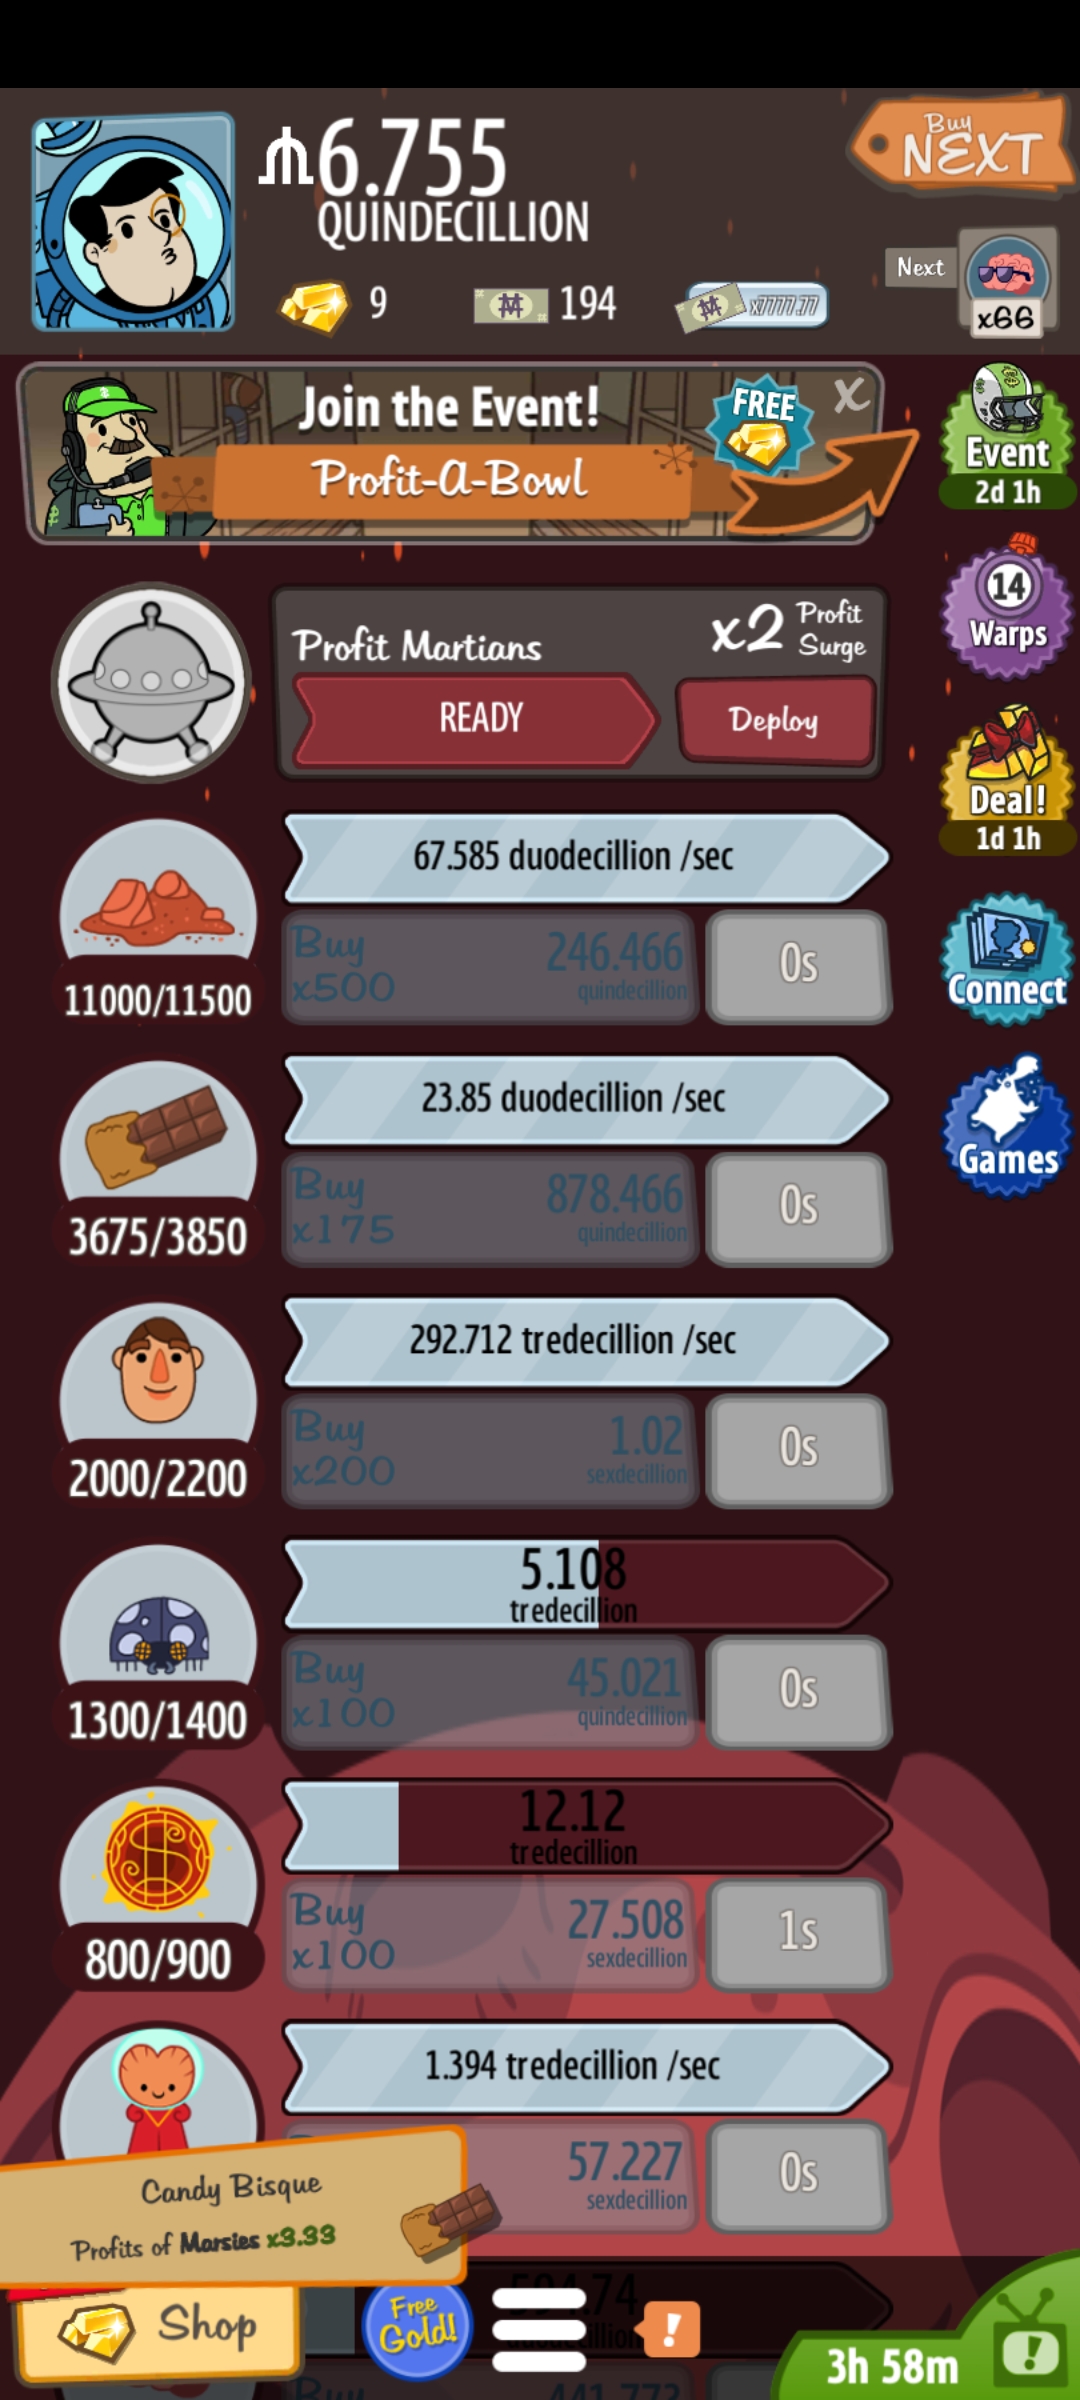 6.755
QUINDECILLION
Buy
NEXT
9
194
x7777.77
Next
x66
Join the Event!
Profit-A-Bowl
FREE
X
Event
2d 1h
14
Warps
Profit Martians
x2 Profit Surge
READY
Deploy
Deal!
1d 1h
67.585 duodecillion /sec
Buy x500
246.466
quindecillion
0s
11000/11500
Connect
23.85 duodecillion /sec
Buy x175
878.466
quindecillion
0s
3675/3850
Games
292.712 tredecillion /sec
Buy x200
1.02
sexdecillion
0s
2000/2200
5.108
tredecillion
Buy x100
45.021
quindecillion
0s
1300/1400
12.12
tredecillion
Buy x100
27.508
sexdecillion
1s
800/900
1.394 tredecillion /sec
57.227
sexdecillion
0s
Candy Bisque
Profits of Marsies x3.33
Shop
Free Gold!
!
3h 58m
!
Buy
441.773